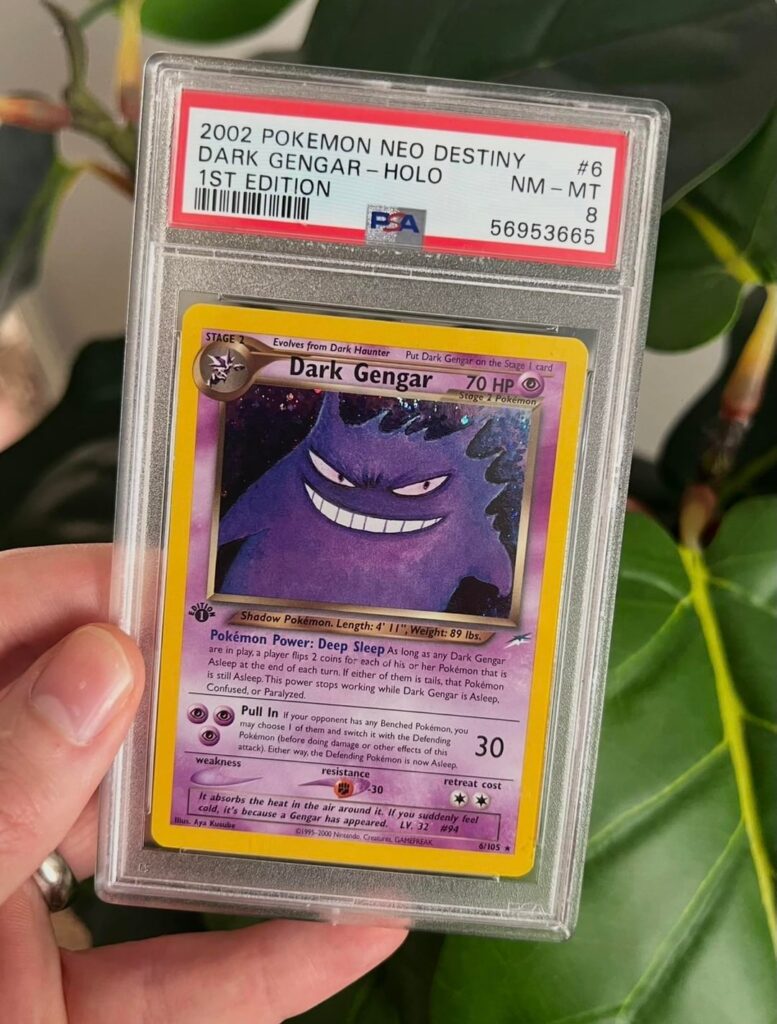 2002 POKEMON NEO DESTINY #6
DARK GENGAR-HOLO NM-MT
1ST EDITION 8
PSA 56953665
STAGE 2 Evolves from Dark Haunter Put Dark Gengar on the Stage 1 card
Dark Gengar 70 HP
Stage 2 Pokémon
EDITION
1
Shadow Pokémon. Length: 4' 11", Weight: 89 lbs.
Pokémon Power: Deep Sleep As long as any Dark Gengar
are in play, a player flips 2 coins for each of his or her Pokémon that is
Asleep at the end of each turn. If either of them is tails, that Pokémon
is still Asleep. This power stops working while Dark Gengar is Asleep,
Confused, or Paralyzed.
Pull In If your opponent has any Benched Pokémon, you
may choose 1 of them and switch it with the Defending
Pokémon (before doing damage or other effects of this
attack). Either way, the Defending Pokémon is now Asleep.
30
weakness resistance retreat cost
-30
It absorbs the heat in the air around it. If you suddenly feel
cold, it's because a Gengar has appeared. LV. 32 #94
Illus. Aya Kusube ©1995-2000 Nintendo, Creatures, GAMEFREAK. 6/105 ★
PSA